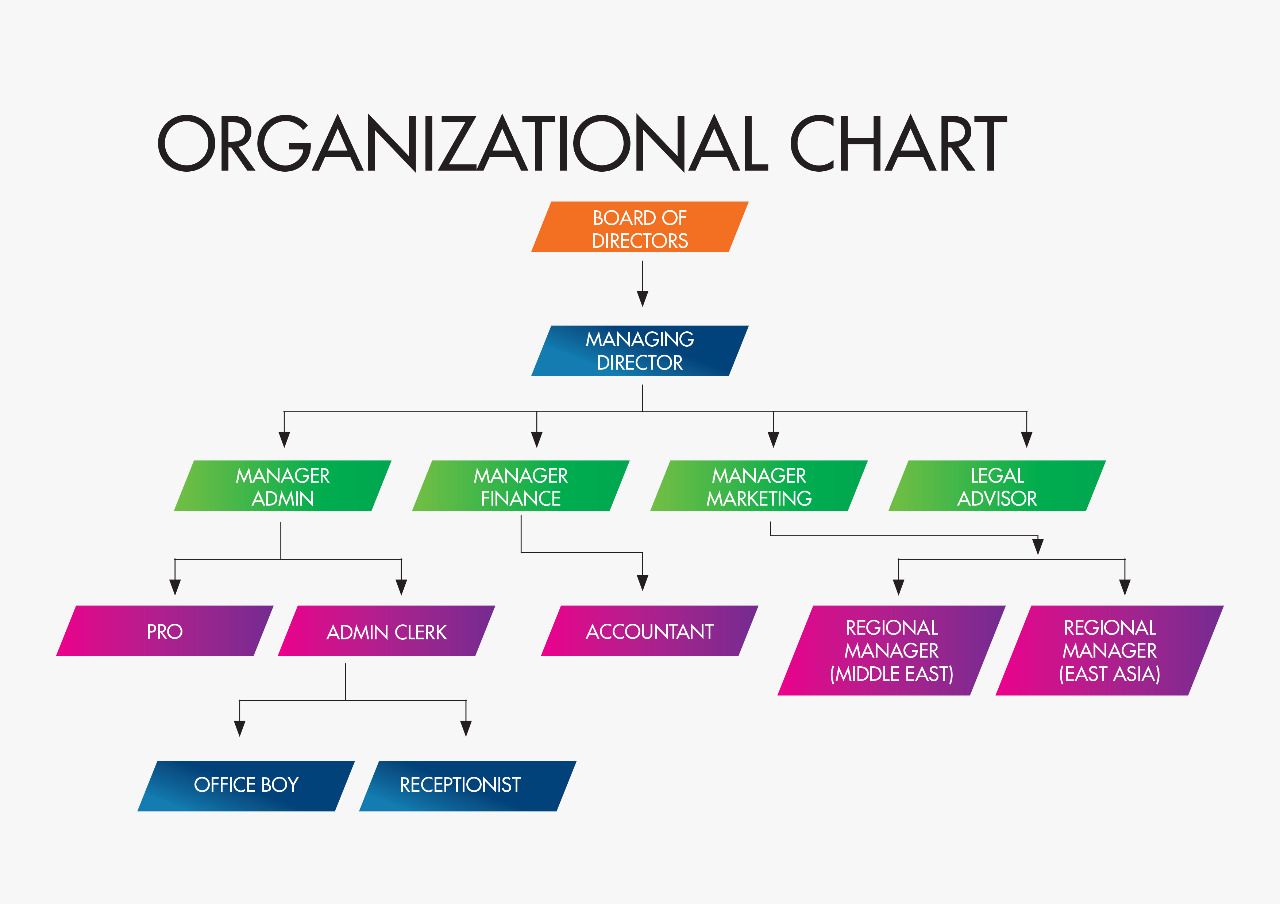 ORGANIZATIONAL CHART
BOARD OF
DIRECTORS
MANAGING
DIRECTOR
MANAGER
ADMIN
MANAGER
FINANCE
MANAGER
MARKETING
LEGAL
ADVISOR
PRO
ADMIN CLERK
ACCOUNTANT
REGIONAL
MANAGER
(MIDDLE EAST)
REGIONAL
MANAGER
(EAST ASIA)
OFFICE BOY
RECEPTIONIST